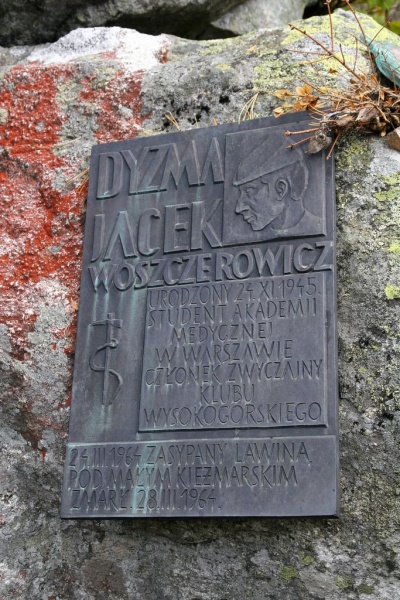 DYZMA
JACEK
WOSZCZEROWICZ
URODZONY 24.XI.1945.
STUDENT AKADEMII
MEDYCZNEJ
W WARSZAWIE
CZŁONEK ZWYCZAJNY
KLUBU
WYSOKOGÓRSKIEGO
24.III.1964 ZASYPANY LAWINĄ
POD MAŁYM KIEŻMARSKIM
ZMARŁ 28.III.1964.